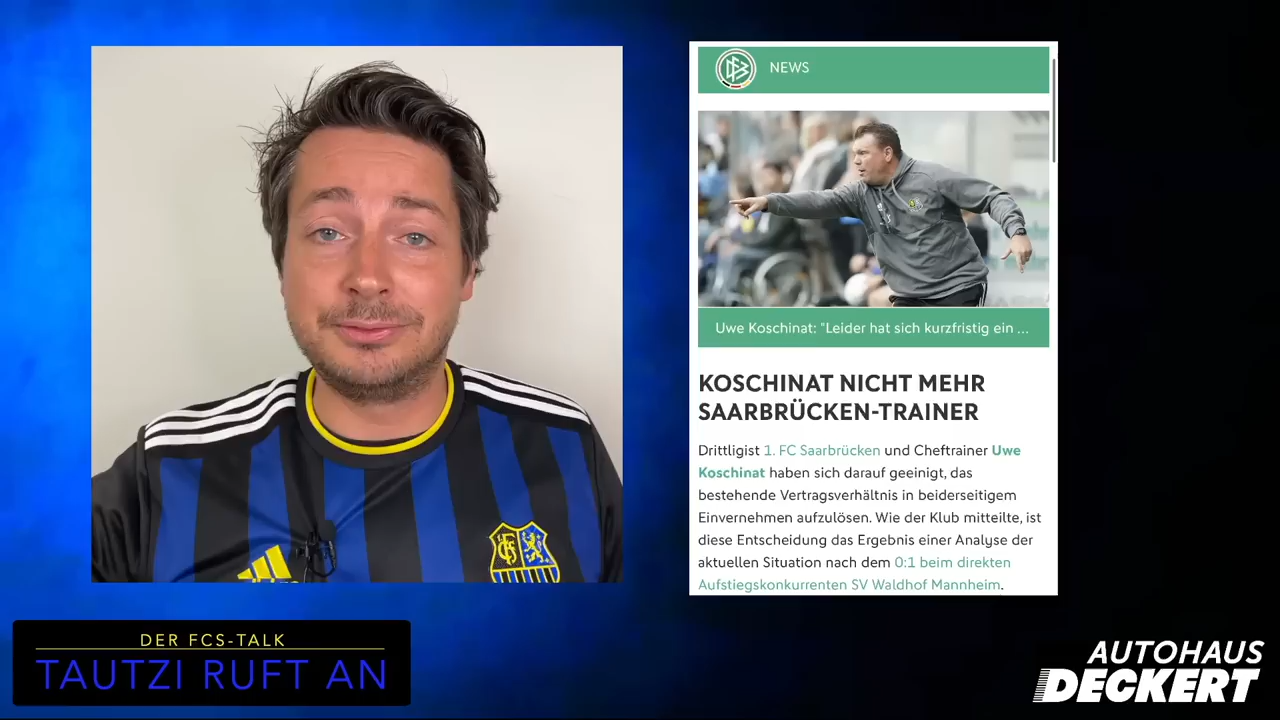 NEWS
Uwe Koschinat: "Leider hat sich kurzfristig ein ...
KOSCHINAT NICHT MEHR
SAARBRÜCKEN-TRAINER
Drittligist 1. FC Saarbrücken und Cheftrainer Uwe
Koschinat haben sich darauf geeinigt, das
bestehende Vertragsverhältnis in beiderseitigem
Einvernehmen aufzulösen. Wie der Klub mitteilte, ist
diese Entscheidung das Ergebnis einer Analyse der
aktuellen Situation nach dem 0:1 beim direkten
Aufstiegskonkurrenten SV Waldhof Mannheim.
DER FCS-TALK
TAUTZI RUFT AN
AUTOHAUS
DECKERT